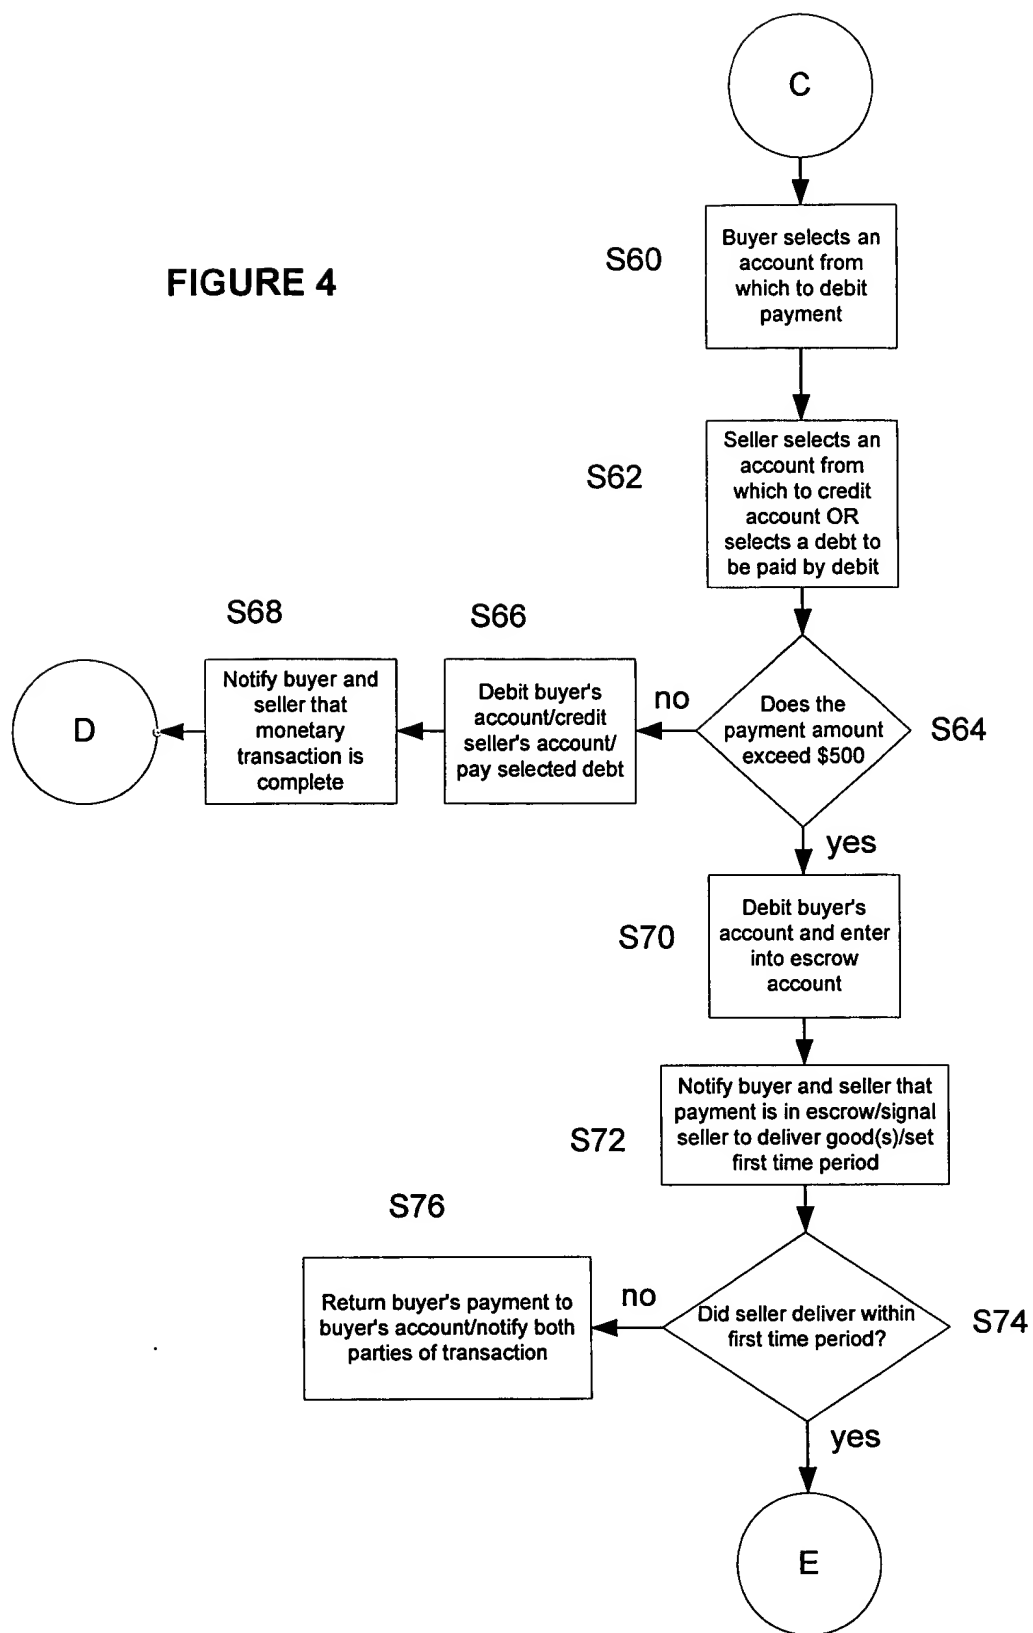 C
S60
Buyer selects an
account from
which to debit
payment
FIGURE 4
S62
Seller selects an
account from
which to credit
account OR
selects a debt to
be paid by debit
S68
S66
D
Notify buyer and
seller that
monetary
transaction is
complete
Debit buyer's
account/credit
seller's account/
pay selected debt
no
Does the
payment amount
exceed $500
S64
yes
S70
Debit buyer's
account and enter
into escrow
account
S72
Notify buyer and seller that
payment is in escrow/signal
seller to deliver good(s)/set
first time period
S76
Return buyer's payment to
buyer's account/notify both
parties of transaction
no
Did seller deliver within
first time period?
S74
yes
E